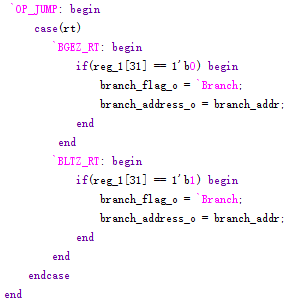 `OP_JUMP: begin
case(rt)
`BGEZ_RT: begin
if(reg_1[31] == 1'b0) begin
branch_flag_o = `Branch;
branch_address_o = branch_addr;
end
end
`BLTZ_RT: begin
if(reg_1[31] == 1'b1) begin
branch_flag_o = `Branch;
branch_address_o = branch_addr;
end
end
endcase
end